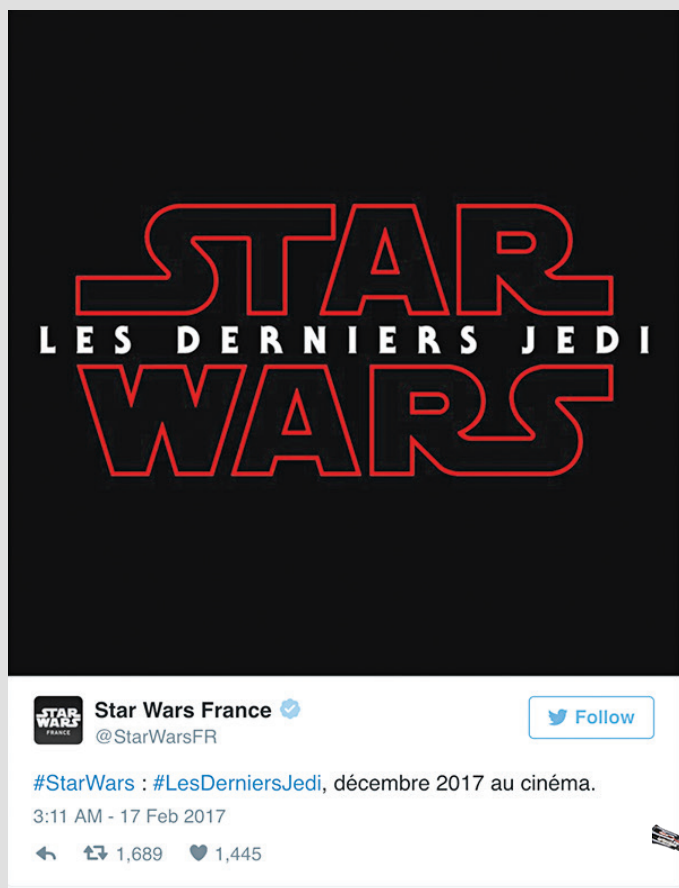 STAR
LES DERNIERS JEDI
WARS
STAR
WARS
FRANCE
Star Wars France
Follow
@StarWarsFR
#StarWars : #LesDerniersJedi, décembre 2017 au cinéma.
3:11 AM - 17 Feb 2017
1,689 1,445